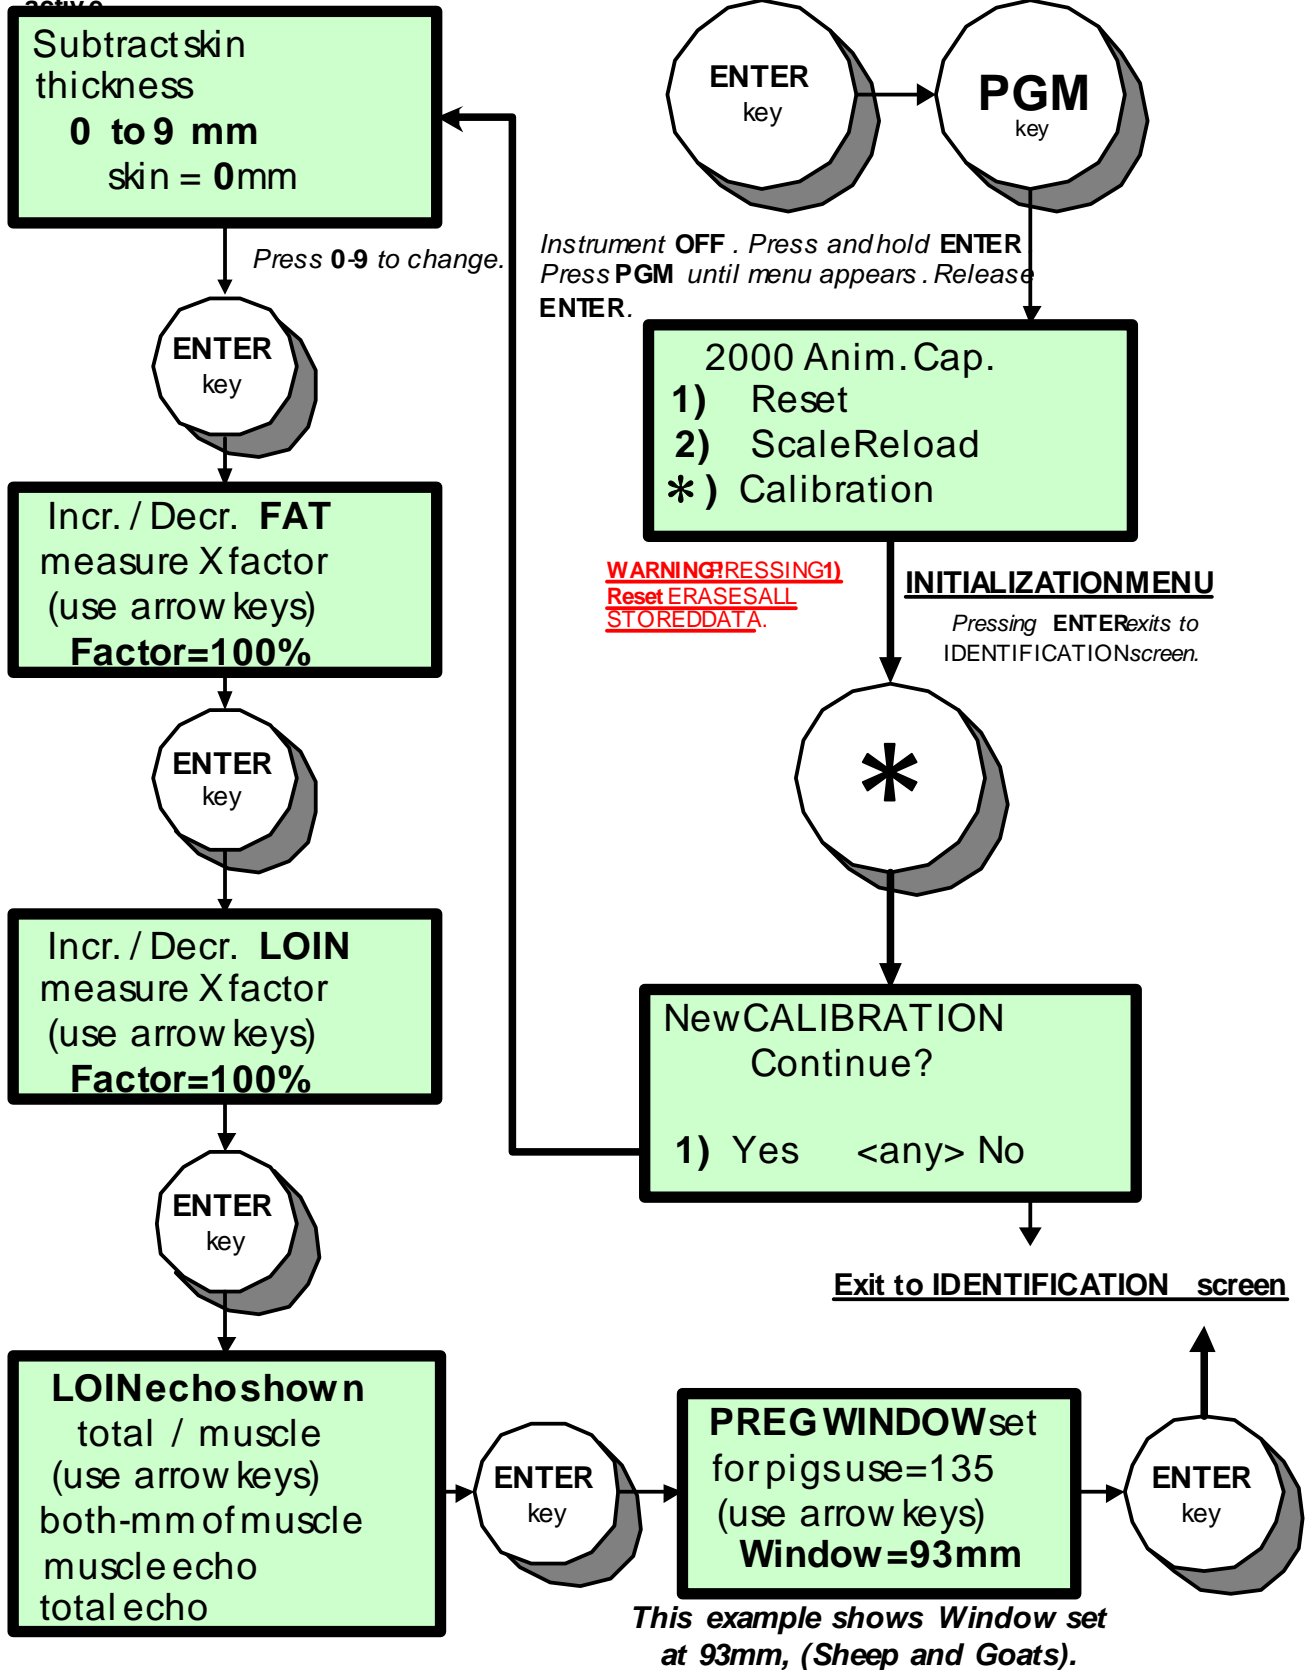 active
Subtract skin
thickness
0 to 9 mm
skin = 0mm
Press 0-9 to change.
ENTER
key
Incr. / Decr. FAT
measure X factor
(use arrow keys)
Factor=100%
ENTER
key
Incr. / Decr. LOIN
measure X factor
(use arrow keys)
Factor=100%
ENTER
key
LOIN echo shown
total / muscle
(use arrow keys)
both-mm of muscle
muscle echo
total echo
ENTER
key
PREG WINDOW set
for pigs use=135
(use arrow keys)
Window=93mm
This example shows Window set
at 93mm, (Sheep and Goats).
ENTER
key
ENTER
key
PGM
key
Instrument OFF . Press and hold ENTER
Press PGM until menu appears . Release
ENTER.
2000 Anim. Cap.
1) Reset
2) Scale Reload
*) Calibration
WARNING! PRESSING 1)
Reset ERASES ALL
STORED DATA.
INITIALIZATION MENU
Pressing ENTER exits to
IDENTIFICATION screen.
*
New CALIBRATION
Continue?
1) Yes <any> No
Exit to IDENTIFICATION screen